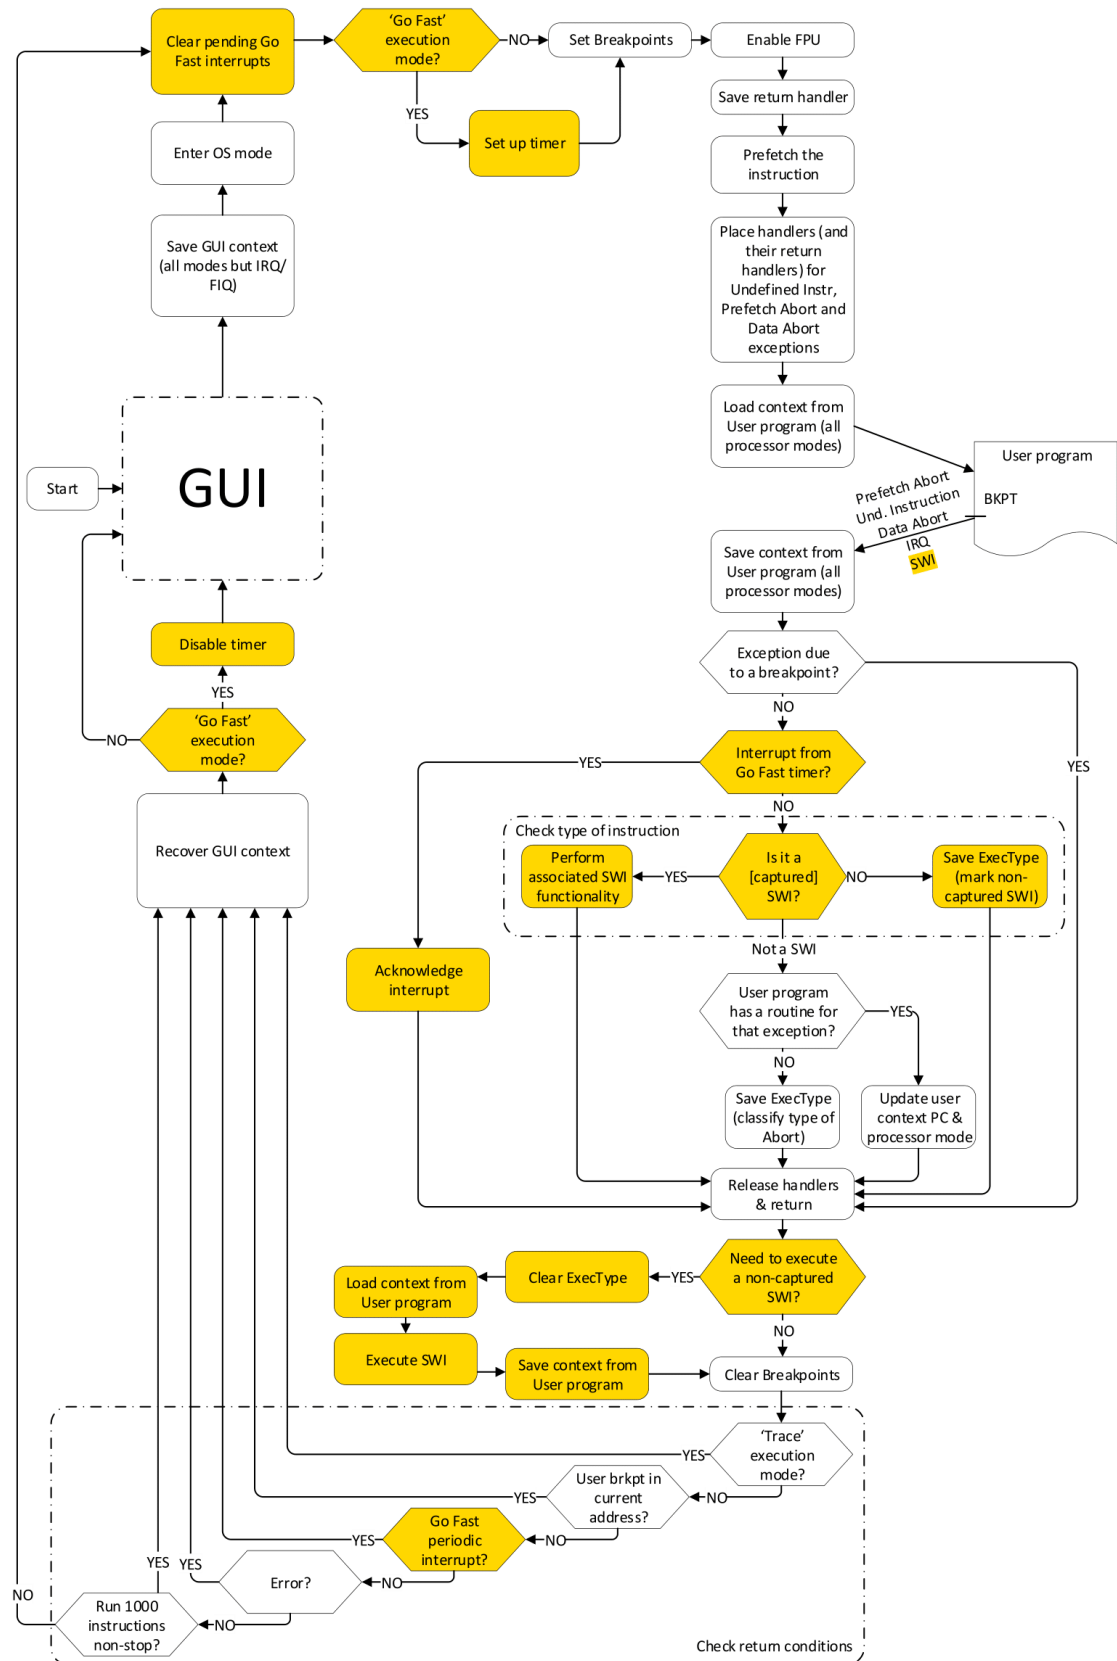 Clear pending Go
Fast interrupts
‘Go Fast’
execution
mode?
NO
Set Breakpoints
Enable FPU
YES
Set up timer
Save return handler
Enter OS mode
Prefetch the
instruction
Save GUI context
(all modes but IRQ/
FIQ)
Place handlers (and
their return
handlers) for
Undefined Instr,
Prefetch Abort and
Data Abort
exceptions
Load context from
User program (all
processor modes)
User program
BKPT
Prefetch Abort
Und. Instruction
Data Abort
IRQ
SWI
Start
GUI
Save context from
User program (all
processor modes)
Disable timer
YES
‘Go Fast’
execution
mode?
NO
Recover GUI context
Exception due
to a breakpoint?
NO
YES
Interrupt from
Go Fast timer?
YES
NO
Check type of instruction
Perform
associated SWI
functionality
YES
Is it a
[captured]
SWI?
NO
Save ExecType
(mark non-
captured SWI)
Not a SWI
Acknowledge
interrupt
User program
has a routine for
that exception?
YES
NO
Save ExecType
(classify type of
Abort)
Update user
context PC &
processor mode
Release handlers
& return
Need to execute
a non-captured
SWI?
YES
Clear ExecType
Load context from
User program
Execute SWI
Save context from
User program
NO
Clear Breakpoints
‘Trace’
execution
mode?
YES
NO
User brkpt in
current
address?
YES
NO
Go Fast
periodic
interrupt?
YES
NO
Error?
YES
NO
Run 1000
instructions
non-stop?
YES
NO
Check return conditions